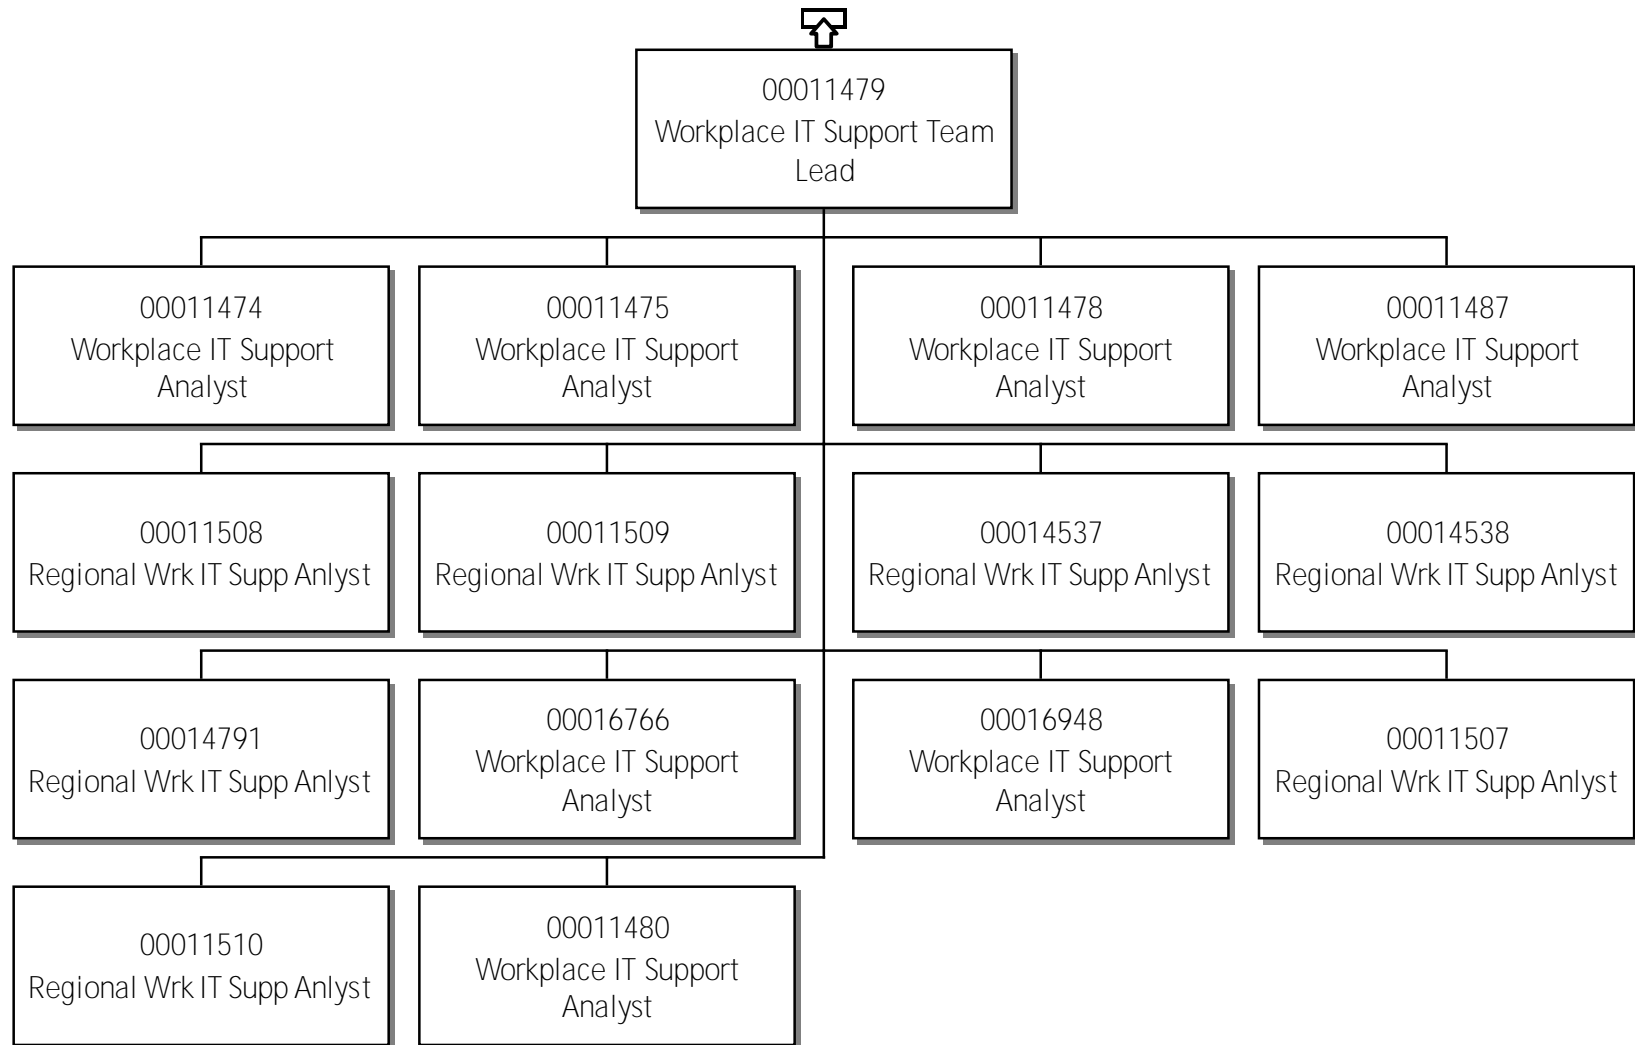 00011479
Workplace IT Support Team
Lead
00011474
Workplace IT Support
Analyst
00011475
Workplace IT Support
Analyst
00011478
Workplace IT Support
Analyst
00011487
Workplace IT Support
Analyst
00011508
Regional Wrk IT Supp Anlyst
00011509
Regional Wrk IT Supp Anlyst
00014537
Regional Wrk IT Supp Anlyst
00014538
Regional Wrk IT Supp Anlyst
00014791
Regional Wrk IT Supp Anlyst
00016766
Workplace IT Support
Analyst
00016948
Workplace IT Support
Analyst
00011507
Regional Wrk IT Supp Anlyst
00011510
Regional Wrk IT Supp Anlyst
00011480
Workplace IT Support
Analyst